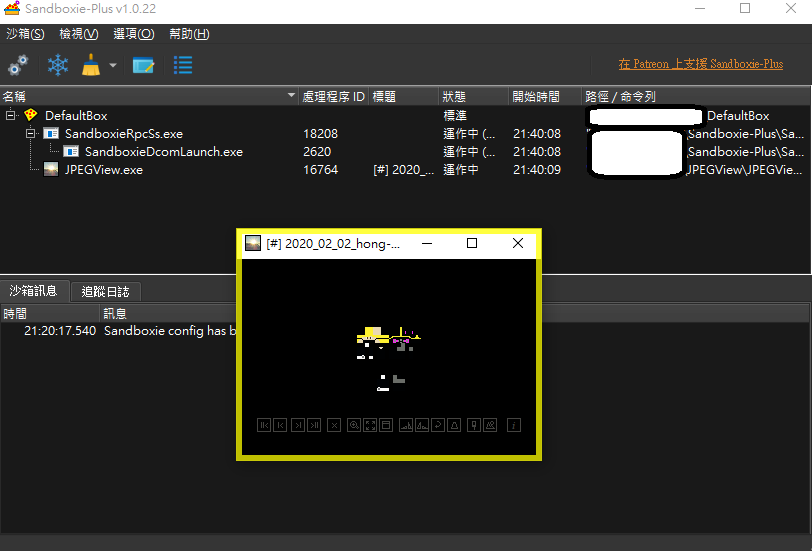 Sandboxie-Plus v1.0.22
沙箱(S) 檢視(V) 選項(O) 幫助(H)
在 Patreon 上支援 Sandboxie-Plus
名稱 處理程序 ID 標題 狀態 開始時間 路徑 / 命令列
DefaultBox 標準 DefaultBox
SandboxieRpcSs.exe 18208 運作中 (... 21:40:08 \Sandboxie-Plus\Sa...
SandboxieDcomLaunch.exe 2620 運作中 (... 21:40:08 \Sandboxie-Plus\Sa...
JPEGView.exe 16764 [#] 2020_... 運作中 21:40:09 JPEGView\JPEGVie...
[#] 2020_02_02_hong-...
沙箱訊息 追蹤日誌
時間 訊息
21:20:17.540 Sandboxie config has b